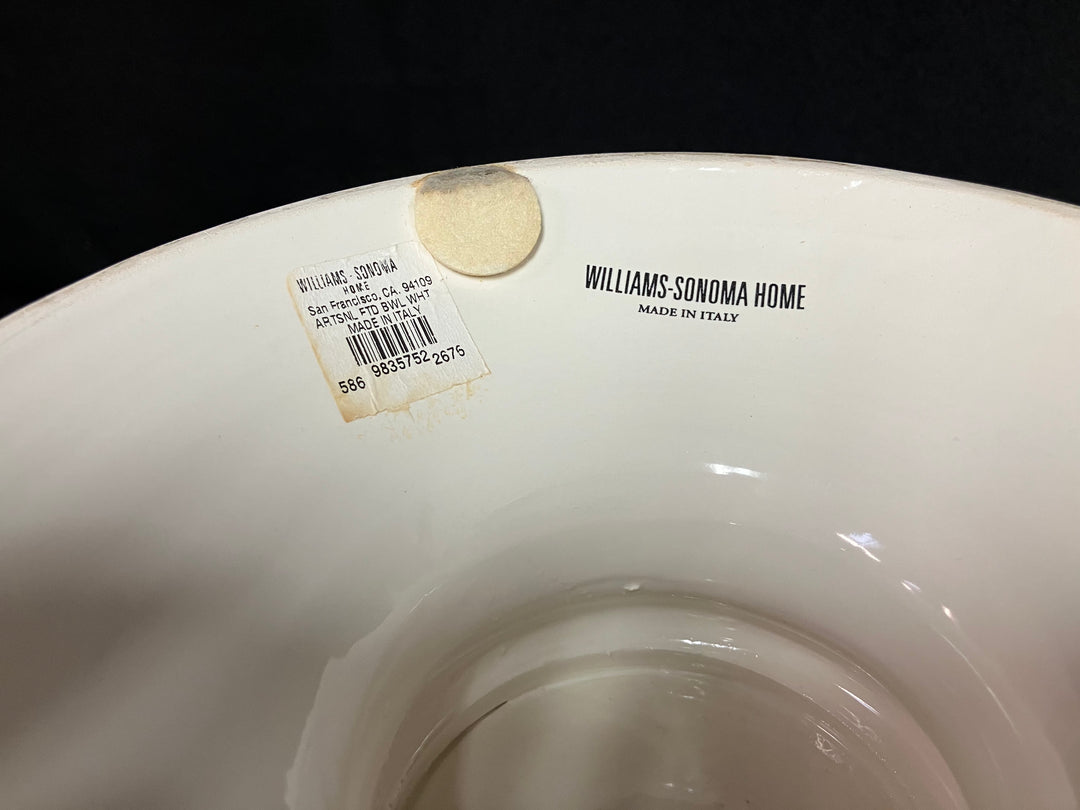 WILLIAMS-SONOMA
HOME
San Francisco, CA. 94109
ARTSNL FTD BWL WHT
MADE IN ITALY
586 9835752 2676
WILLIAMS-SONOMA HOME
MADE IN ITALY